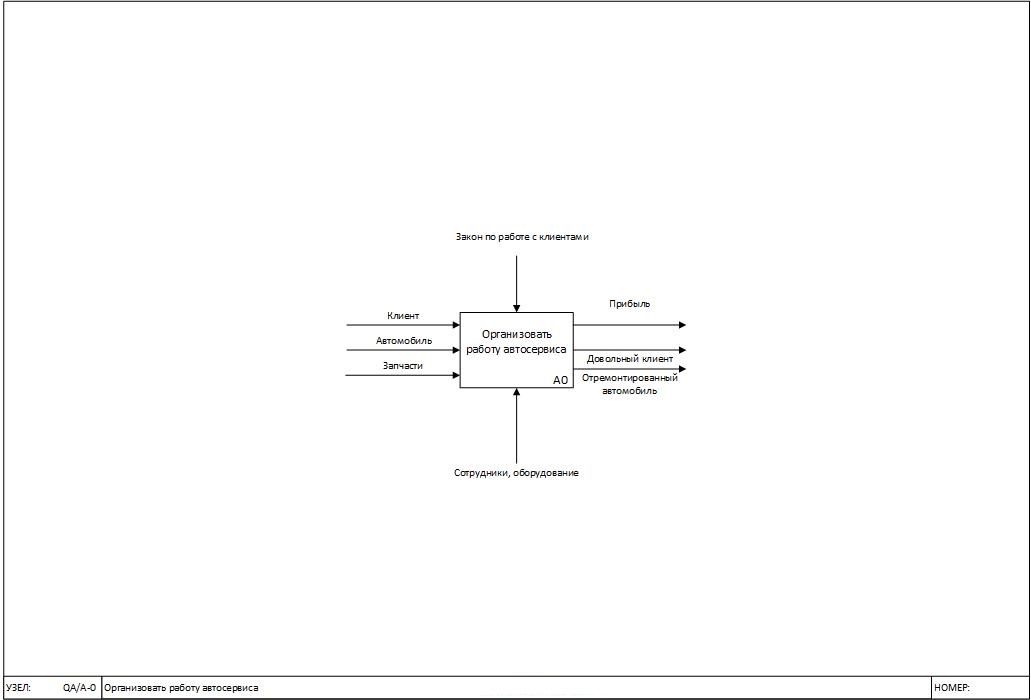 Закон по работе с клиентами
Прибыль
Клиент
Автомобиль
Запчасти
Организовать
работу автосервиса
A0
Довольный клиент
Отремонтированный
автомобиль
Сотрудники, оборудование
УЗЕЛ: QA/A-0 Организовать работу автосервиса НОМЕР: